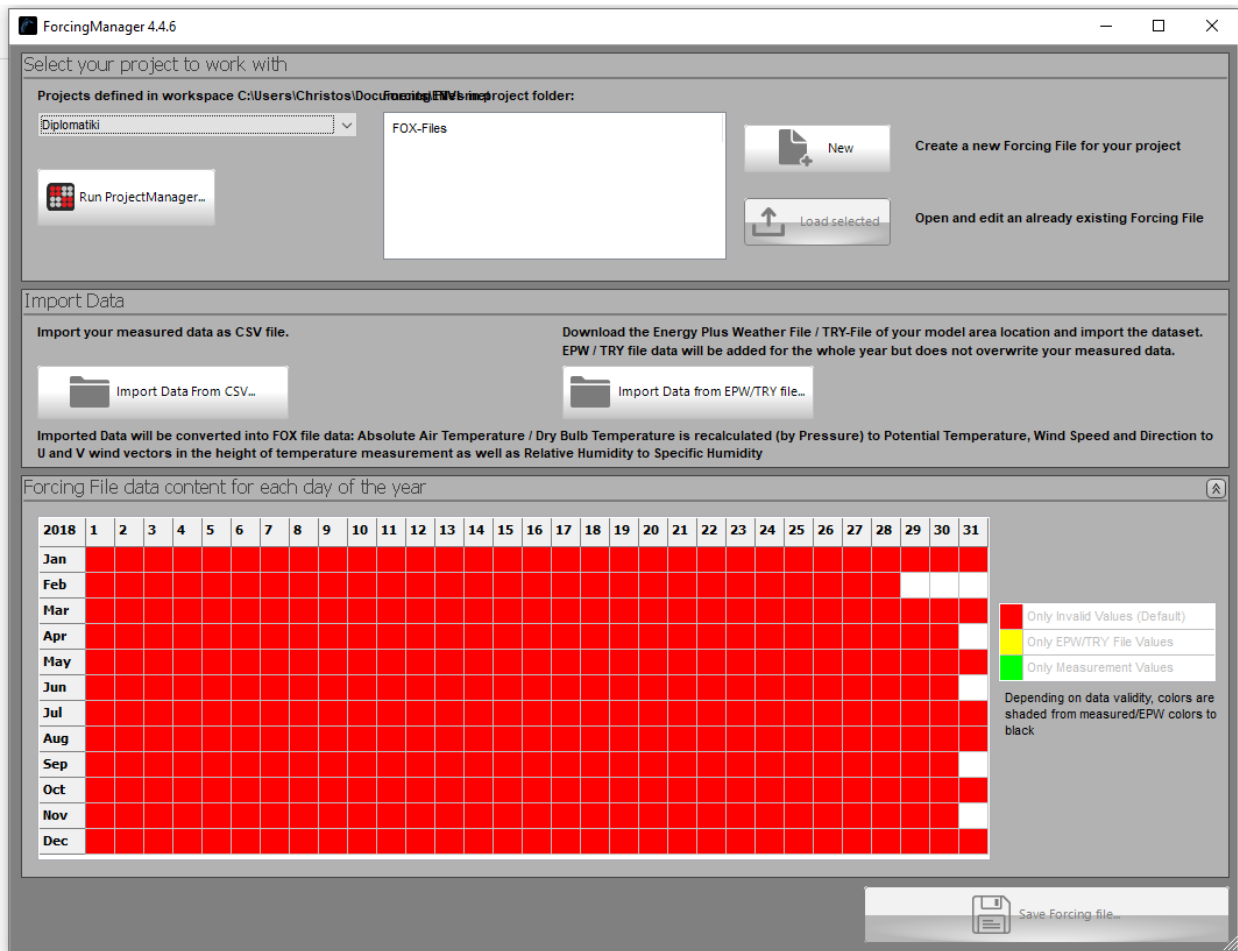 ForcingManager 4.4.6
Select your project to work with
Projects defined in workspace C:\Users\Christos\Documents\ENVI-met
Forcing Files in project folder:
Diplomatiki
FOX-Files
New
Create a new Forcing File for your project
Run ProjectManager...
Load selected
Open and edit an already existing Forcing File
Import Data
Import your measured data as CSV file.
Download the Energy Plus Weather File / TRY-File of your model area location and import the dataset.
EPW / TRY file data will be added for the whole year but does not overwrite your measured data.
Import Data From CSV...
Import Data from EPW/TRY file...
Imported Data will be converted into FOX file data: Absolute Air Temperature / Dry Bulb Temperature is recalculated (by Pressure) to Potential Temperature, Wind Speed and Direction to
U and V wind vectors in the height of temperature measurement as well as Relative Humidity to Specific Humidity
Forcing File data content for each day of the year
2018 1 2 3 4 5 6 7 8 9 10 11 12 13 14 15 16 17 18 19 20 21 22 23 24 25 26 27 28 29 30 31
Jan
Feb
Mar
Apr
May
Jun
Jul
Aug
Sep
Oct
Nov
Dec
Only Invalid Values (Default)
Only EPW/TRY File Values
Only Measurement Values
Depending on data validity, colors are
shaded from measured/EPW colors to
black
Save Forcing file...